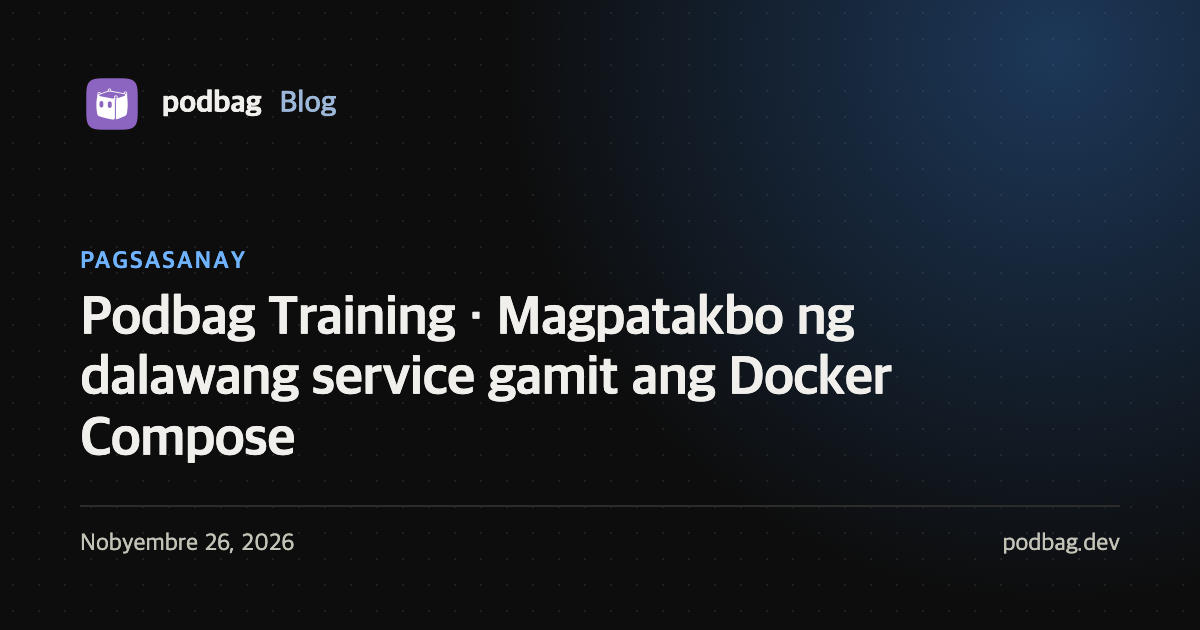 podbag Blog
PAGSASANAY
Podbag Training · Magpatakbo ng
dalawang service gamit ang Docker
Compose
Nobyembre 26, 2026
podbag.dev